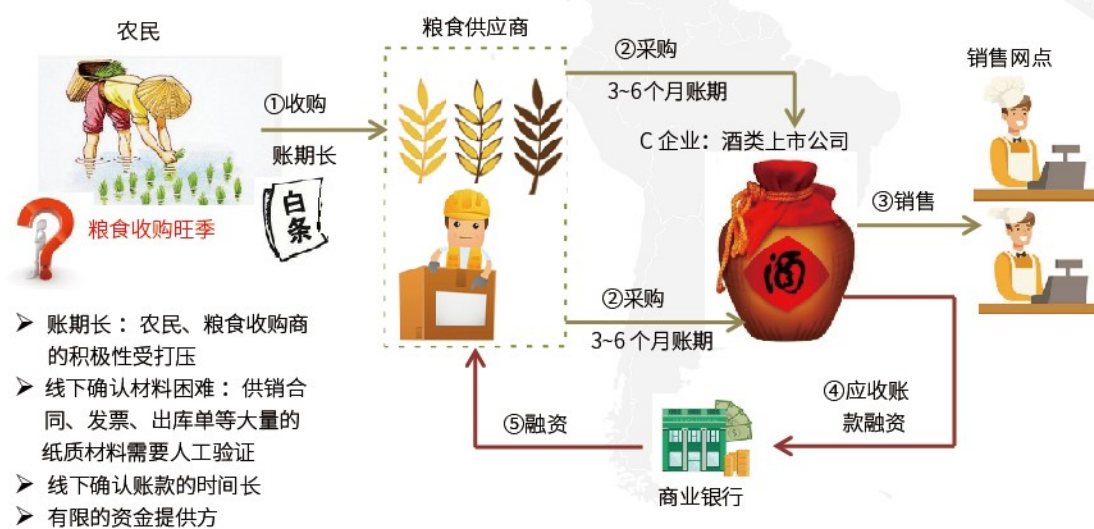 农民
粮食供应商
②采购
3~6个月账期
销售网点
①收购
账期长
白条
C企业：酒类上市公司
③销售
粮食收购旺季
酒
②采购
3~6个月账期
➤ 账期长：农民、粮食收购商
的积极性受打压
➤ 线下确认材料困难：供销合
同、发票、出库单等大量的
纸质材料需要人工验证
➤ 线下确认账款的时间长
➤ 有限的资金提供方
④应收账
款融资
⑤融资
商业银行